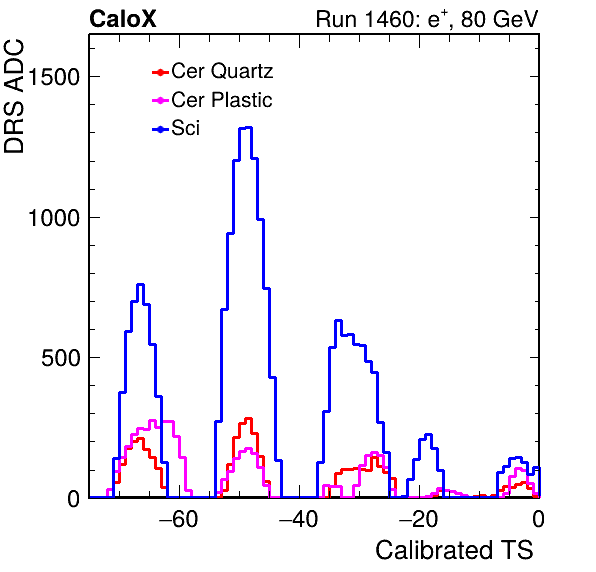 CaloX
Run 1460: e⁺, 80 GeV
DRS ADC
1500
1000
500
0
Cer Quartz
Cer Plastic
Sci
−60
−40
−20
0
Calibrated TS